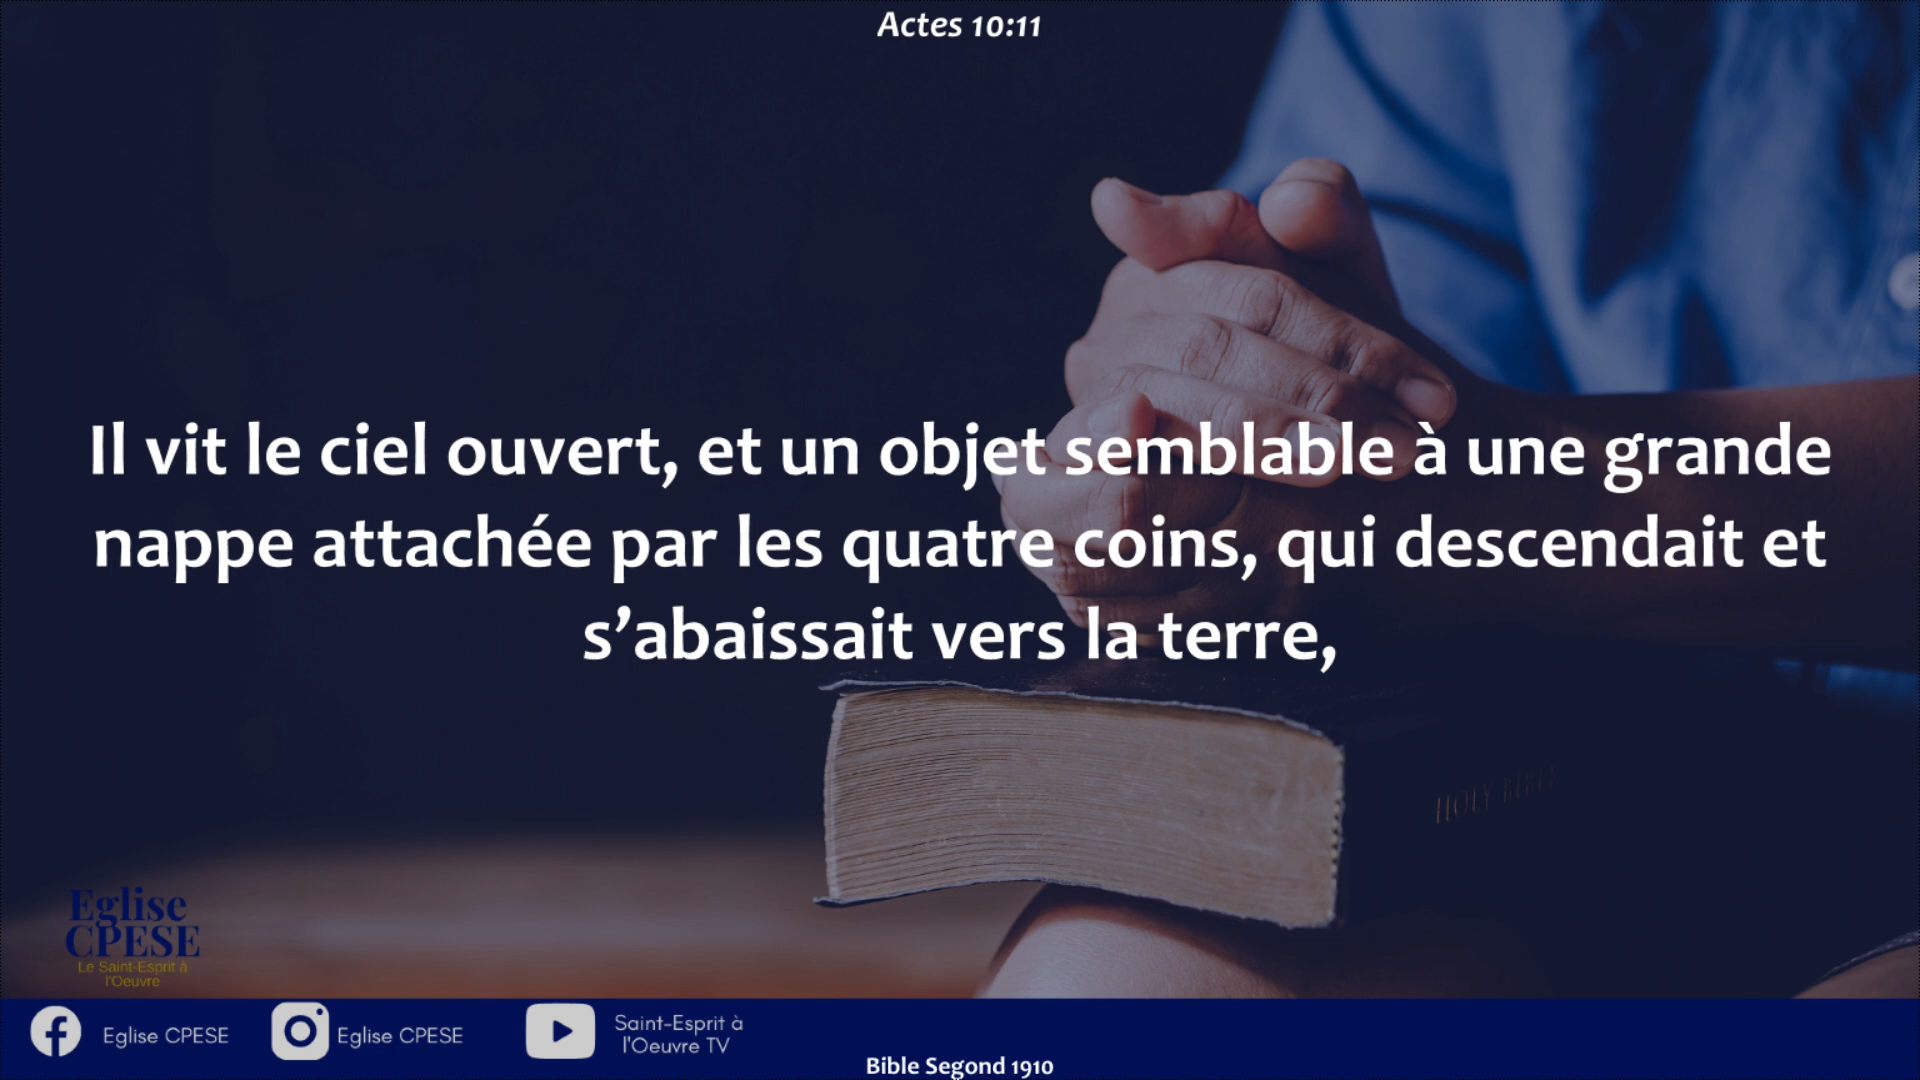 Actes 10:11
Il vit le ciel ouvert, et un objet semblable à une grande
nappe attachée par les quatre coins, qui descendait et
s’abaissait vers la terre,
HOLY BIBLE
Eglise
CPESE
Le Saint-Esprit à
l'Oeuvre
Eglise CPESE
Eglise CPESE
Saint-Esprit à
l'Oeuvre TV
Bible Segond 1910